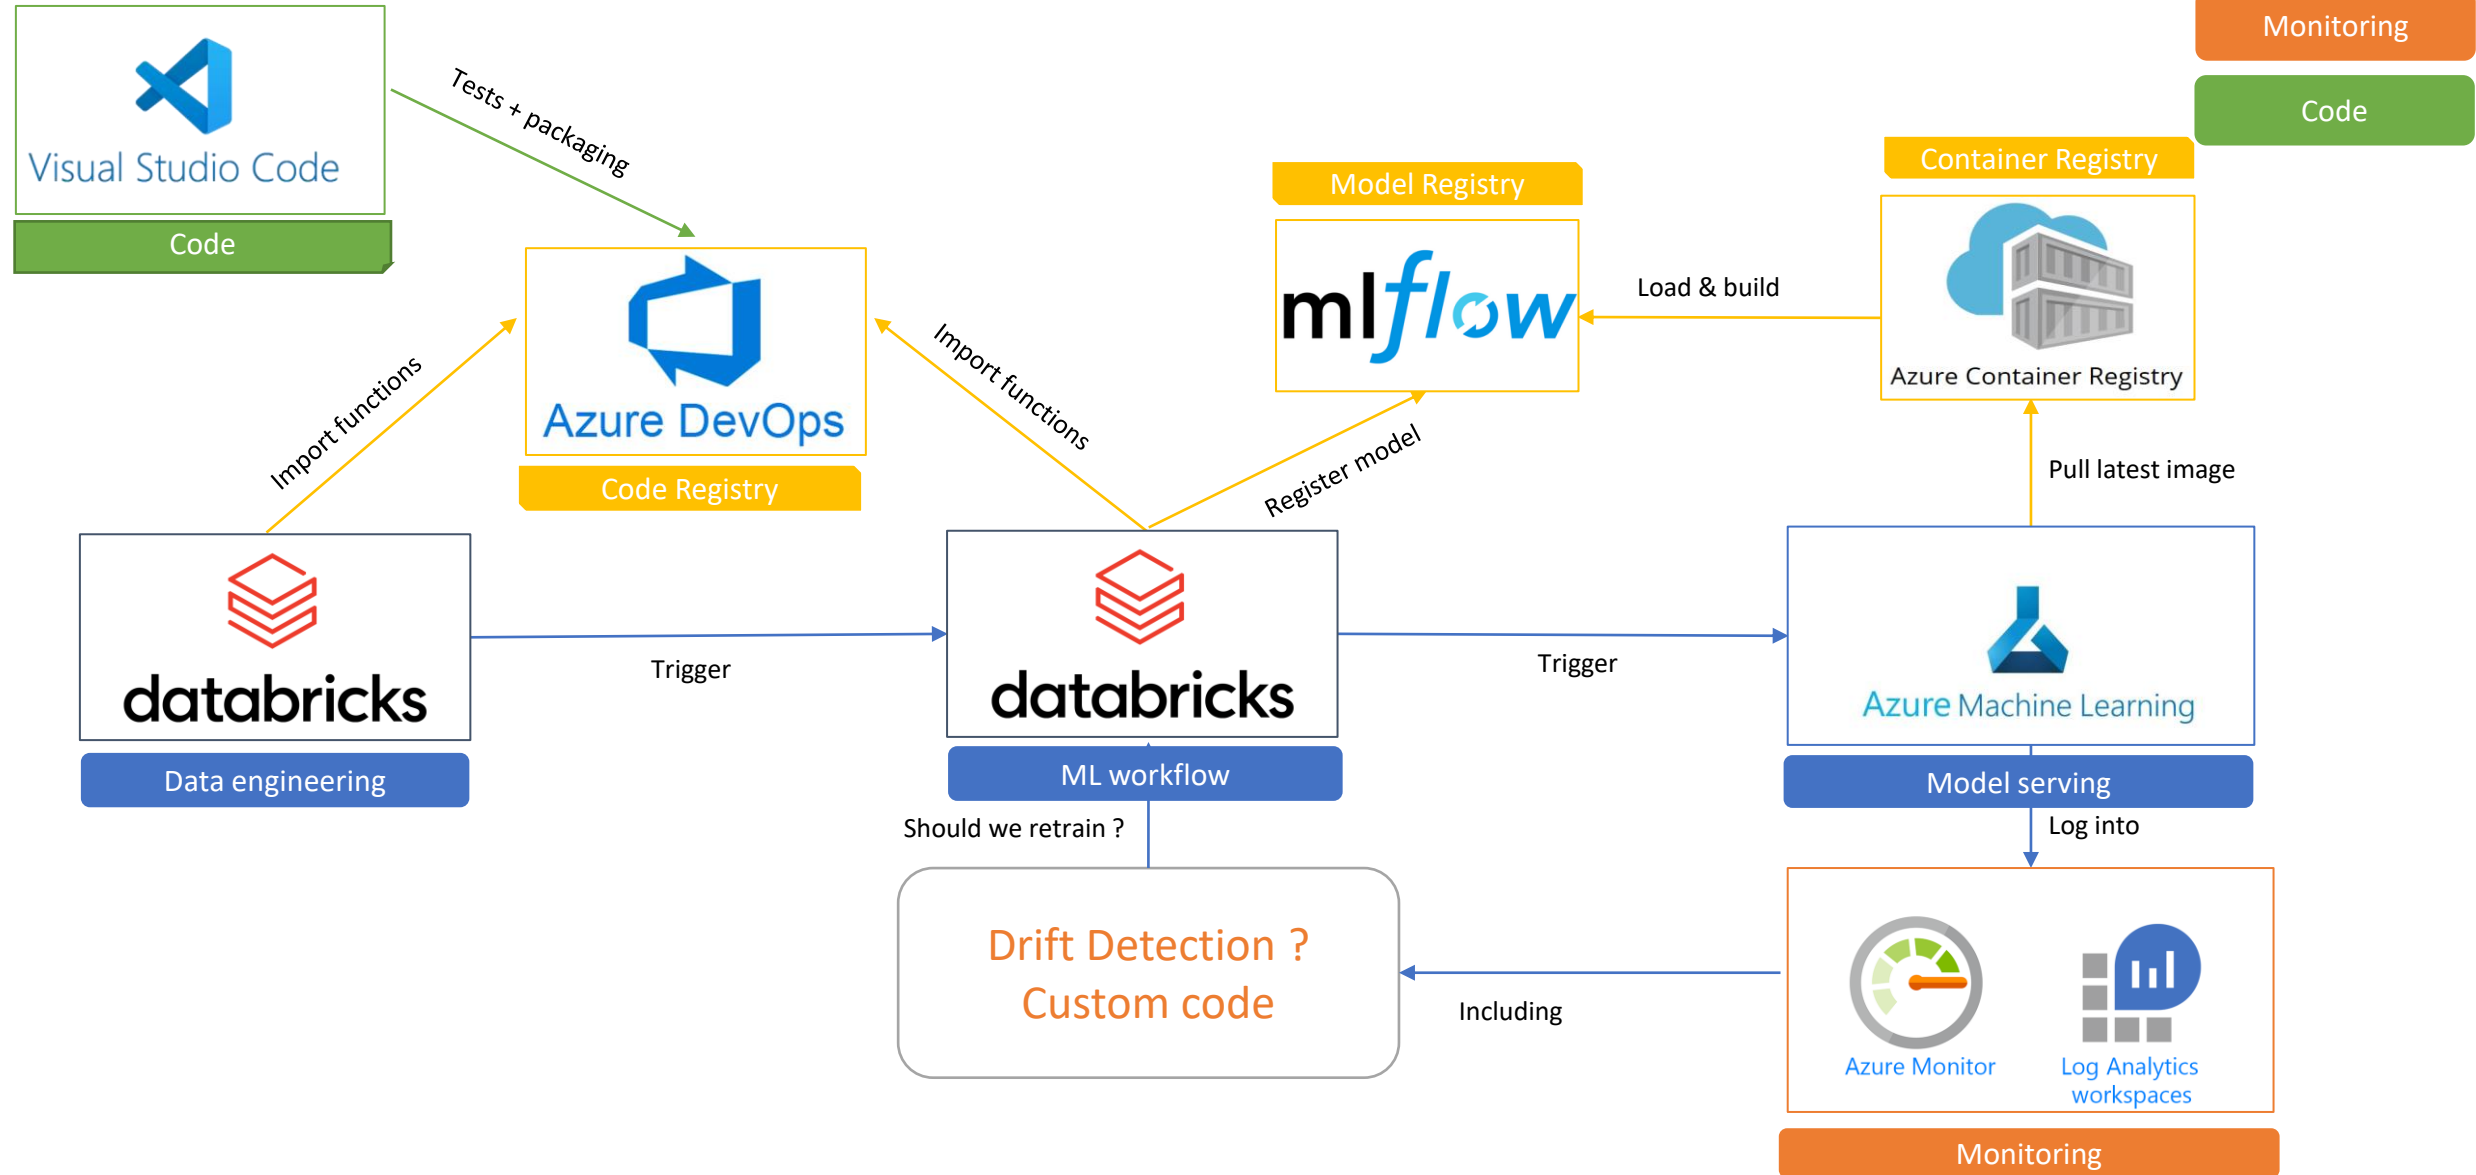 Monitoring
Code
Visual Studio Code
Code
Tests + packaging
Model Registry
Container Registry
mlflow
Load & build
Azure Container Registry
Azure DevOps
Code Registry
Import functions
Import functions
Register model
Pull latest image
databricks
Data engineering
Trigger
databricks
ML workflow
Trigger
Azure Machine Learning
Model serving
Should we retrain ?
Log into
Drift Detection ?
Custom code
Including
Azure Monitor
Log Analytics
workspaces
Monitoring